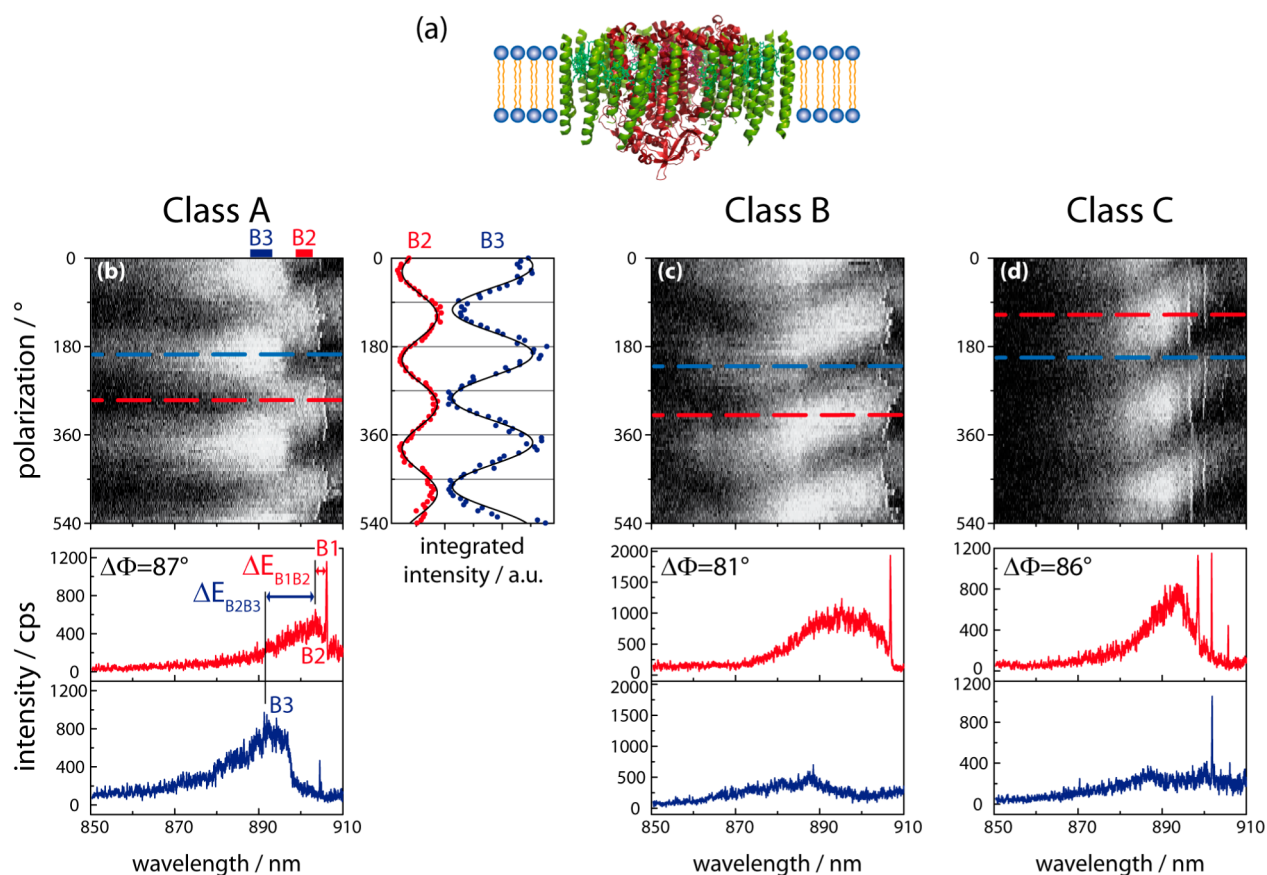 (a)
Class A
Class B
Class C
B3 B2
B2 B3
(b)
(c)
(d)
polarization / °
0
180
360
540
0
180
360
540
0
180
360
540
0
180
360
540
integrated
intensity / a.u.
ΔΦ=87°
B1
ΔE_B1B2
ΔE_B2B3
B2
B3
ΔΦ=81°
ΔΦ=86°
intensity / cps
1200
800
400
0
1200
800
400
0
850 870 890 910
wavelength / nm
2000
1500
1000
500
0
2000
1500
1000
500
0
850 870 890 910
wavelength / nm
1200
800
400
0
1200
800
400
0
850 870 890 910
wavelength / nm